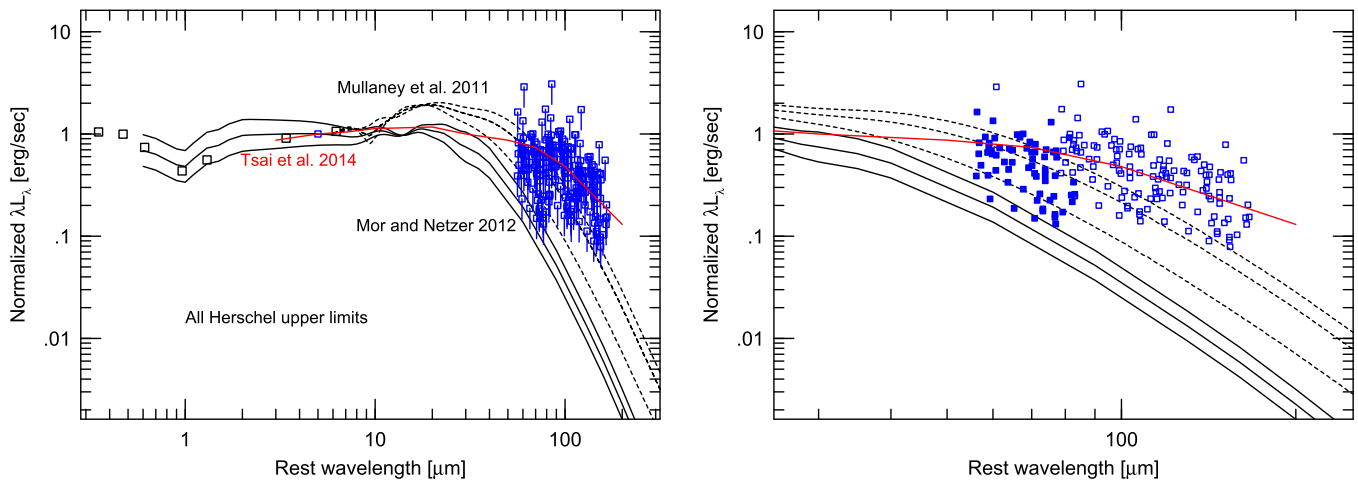 10
1
.1
.01
Normalized λL_λ [erg/sec]
Mullaney et al. 2011
Tsai et al. 2014
Mor and Netzer 2012
All Herschel upper limits
1 10 100
Rest wavelength [μm]
10
1
.1
.01
Normalized λL_λ [erg/sec]
100
Rest wavelength [μm]